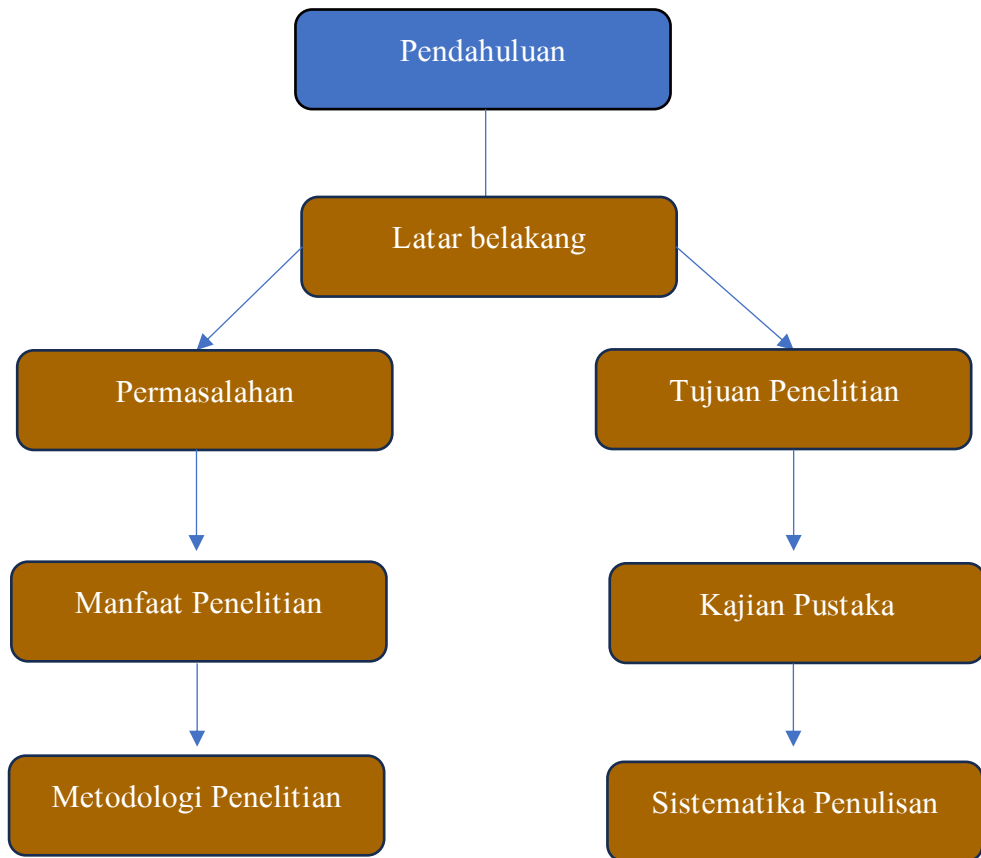 Pendahuluan
Latar belakang
Permasalahan
Tujuan Penelitian
Manfaat Penelitian
Kajian Pustaka
Metodologi Penelitian
Sistematika Penulisan